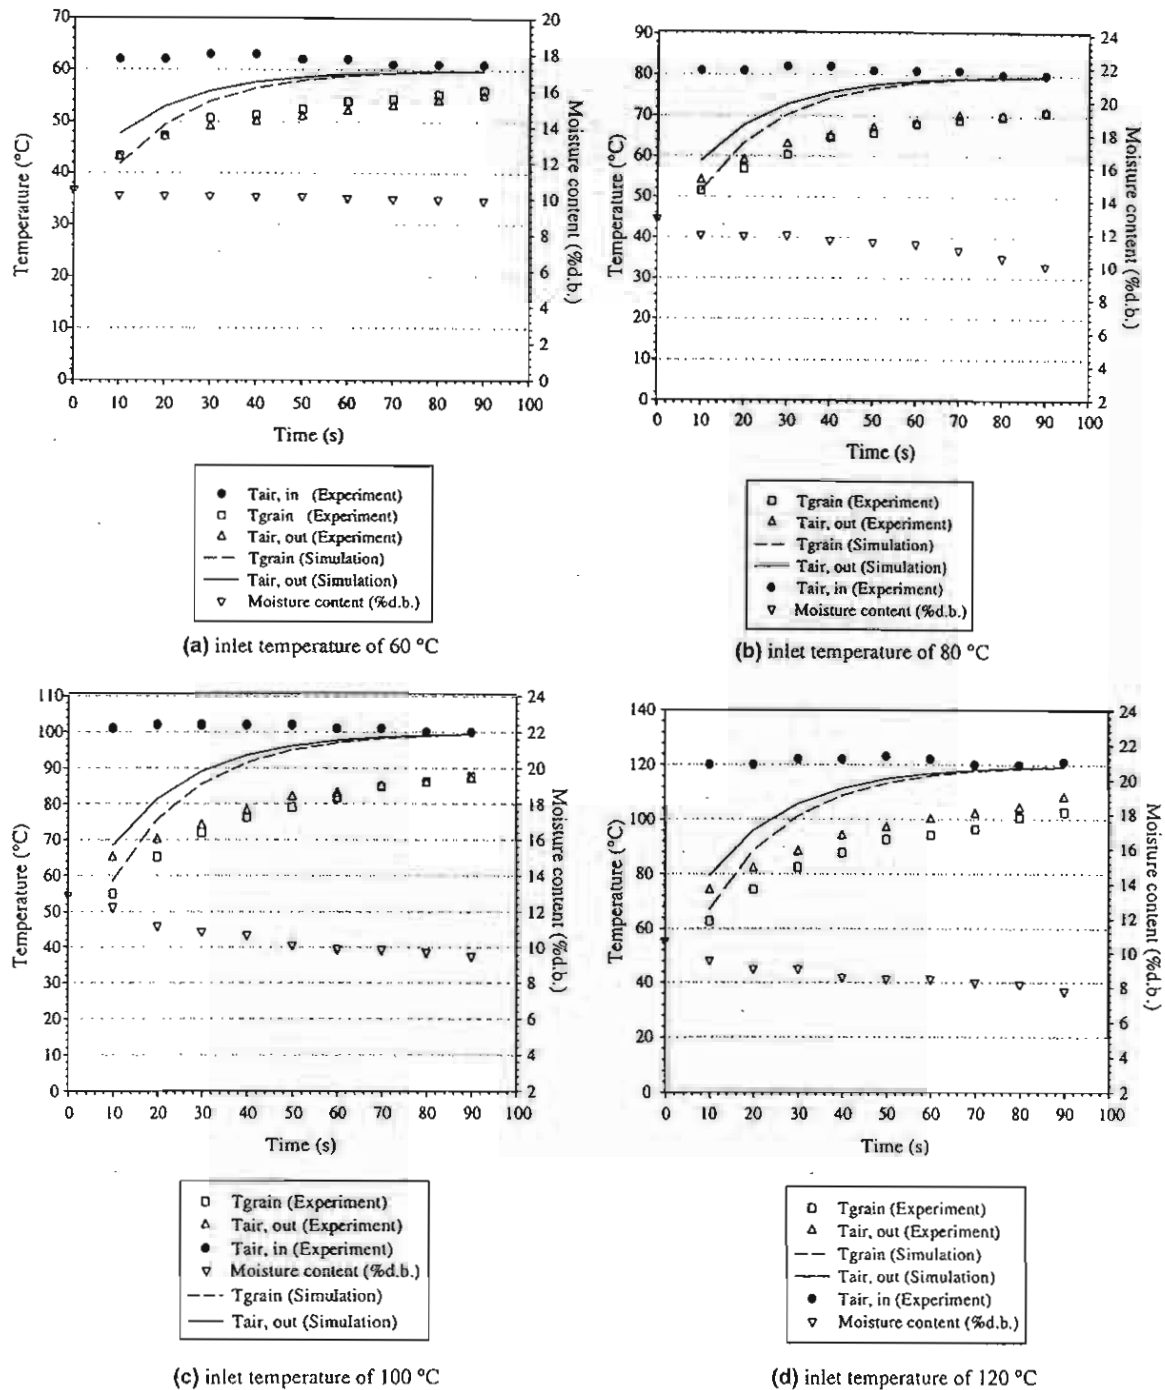 70
60
50
40
30
20
10
0
Temperature (°C)
20
18
16
14
12
10
8
6
4
2
0
Moisture content (%d.b.)
0 10 20 30 40 50 60 70 80 90 100
Time (s)
Tair, in (Experiment)
Tgrain (Experiment)
Tair, out (Experiment)
Tgrain (Simulation)
Tair, out (Simulation)
Moisture content (%d.b.)
(a) inlet temperature of 60 °C
90
80
70
60
50
40
30
20
10
0
Temperature (°C)
24
22
20
18
16
14
12
10
8
6
4
2
Moisture content (%d.b.)
0 10 20 30 40 50 60 70 80 90 100
Time (s)
Tgrain (Experiment)
Tair, out (Experiment)
Tgrain (Simulation)
Tair, out (Simulation)
Tair, in (Experiment)
Moisture content (%d.b.)
(b) inlet temperature of 80 °C
110
100
90
80
70
60
50
40
30
20
10
0
Temperature (°C)
24
22
20
18
16
14
12
10
8
6
4
2
Moisture content (%d.b.)
0 10 20 30 40 50 60 70 80 90 100
Time (s)
Tgrain (Experiment)
Tair, out (Experiment)
Tair, in (Experiment)
Moisture content (%d.b.)
Tgrain (Simulation)
Tair, out (Simulation)
(c) inlet temperature of 100 °C
140
120
100
80
60
40
20
0
Temperature (°C)
24
22
20
18
16
14
12
10
8
6
4
2
Moisture content (%d.b.)
0 10 20 30 40 50 60 70 80 90 100
Time (s)
Tgrain (Experiment)
Tair, out (Experiment)
Tgrain (Simulation)
Tair, out (Simulation)
Tair, in (Experiment)
Moisture content (%d.b.)
(d) inlet temperature of 120 °C